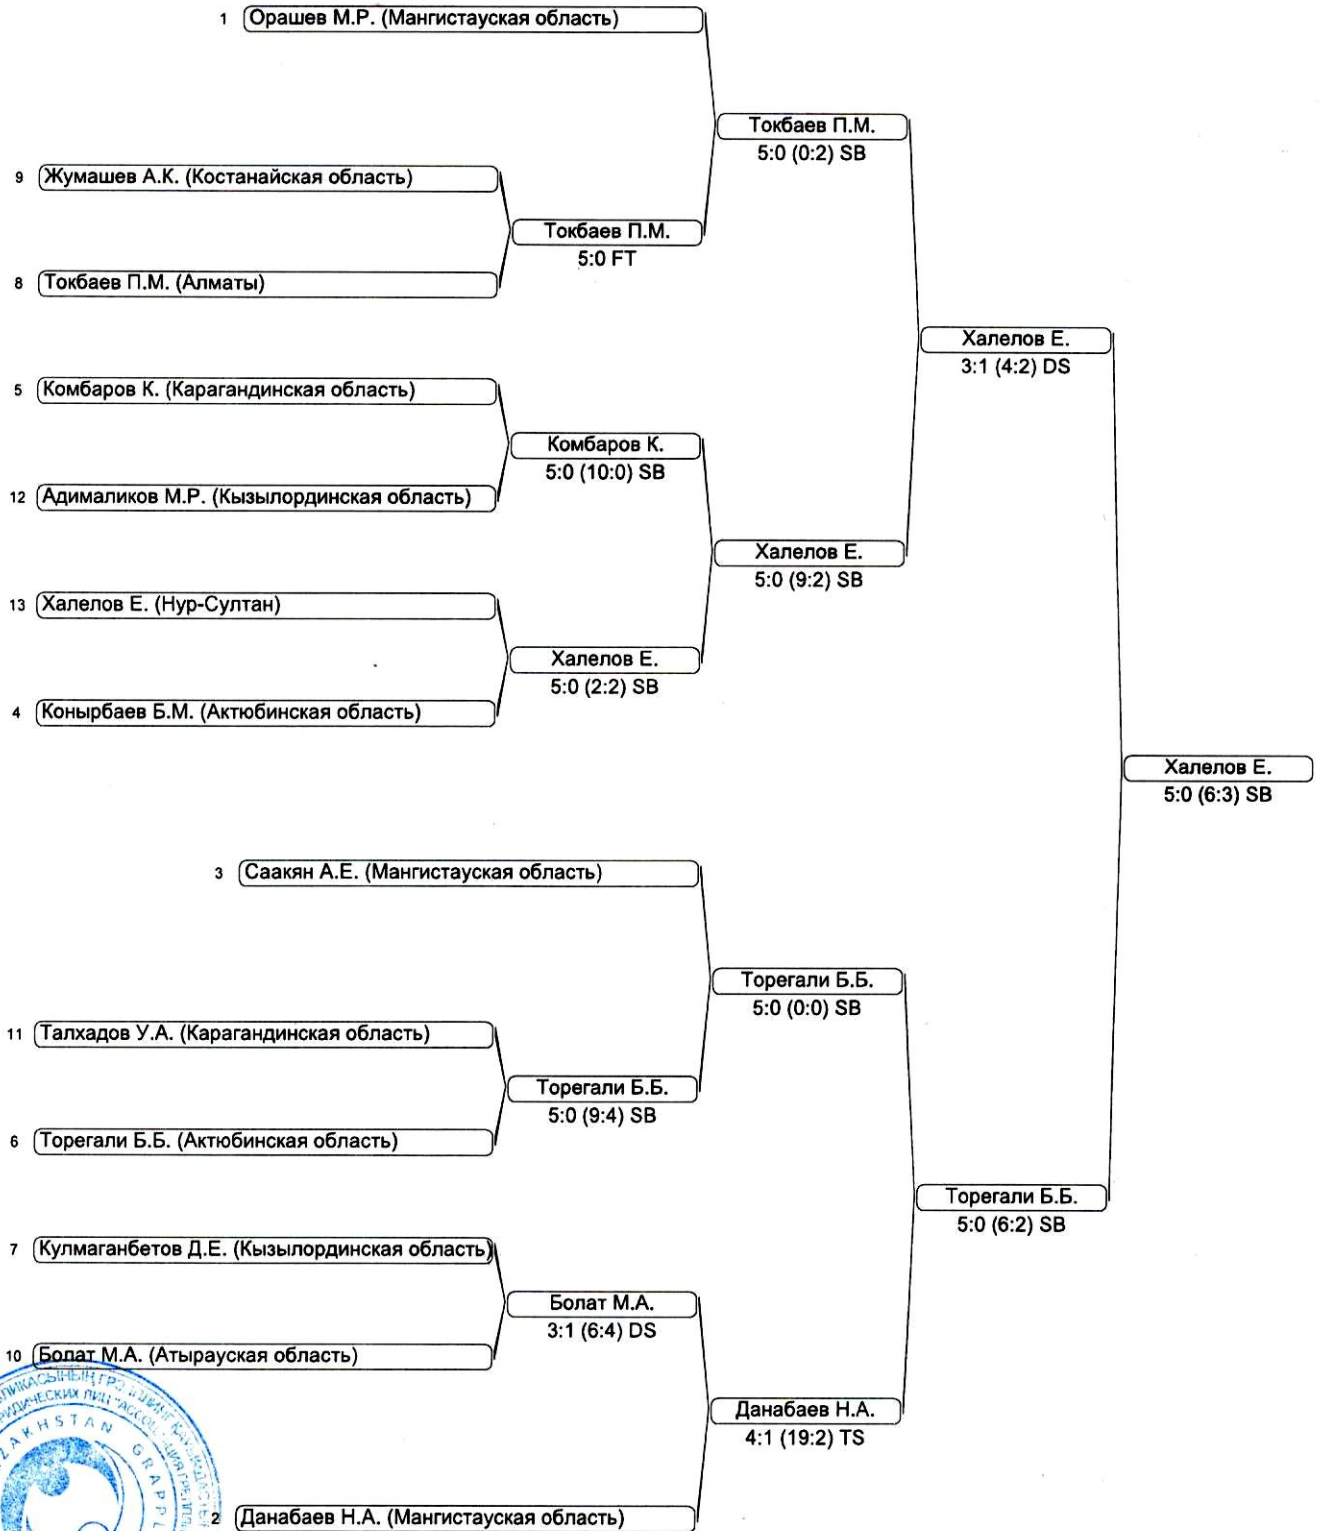 1 Орашев М.Р. (Мангистауская область)
Токбаев П.М.
5:0 (0:2) SB
9 Жумашев А.К. (Костанайская область)
Токбаев П.М.
5:0 FT
8 Токбаев П.М. (Алматы)
Халелов Е.
3:1 (4:2) DS
5 Комбаров К. (Карагандинская область)
Комбаров К.
5:0 (10:0) SB
12 Адималиков М.Р. (Кызылординская область)
Халелов Е.
5:0 (9:2) SB
13 Халелов Е. (Нур-Султан)
Халелов Е.
5:0 (2:2) SB
4 Конырбаев Б.М. (Актюбинская область)
Халелов Е.
5:0 (6:3) SB
3 Саакян А.Е. (Мангистауская область)
Торегали Б.Б.
5:0 (0:0) SB
11 Талхадов У.А. (Карагандинская область)
Торегали Б.Б.
5:0 (9:4) SB
6 Торегали Б.Б. (Актюбинская область)
Торегали Б.Б.
5:0 (6:2) SB
7 Кулмаганбетов Д.Е. (Кызылординская область)
Болат М.А.
3:1 (6:4) DS
10 Болат М.А. (Атырауская область)
Данабаев Н.А.
4:1 (19:2) TS
2 Данабаев Н.А. (Мангистауская область)